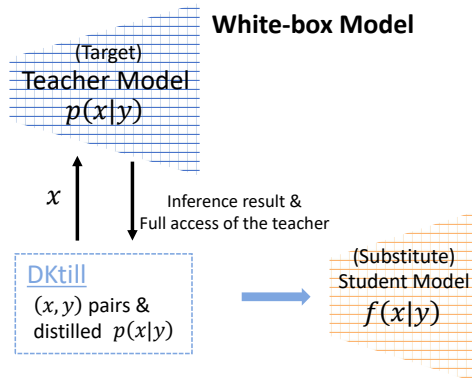 White-box Model
(Target)
Teacher Model
p(x|y)
x
Inference result &
Full access of the teacher
DKtill
(x, y) pairs &
distilled p(x|y)
(Substitute)
Student Model
f(x|y)